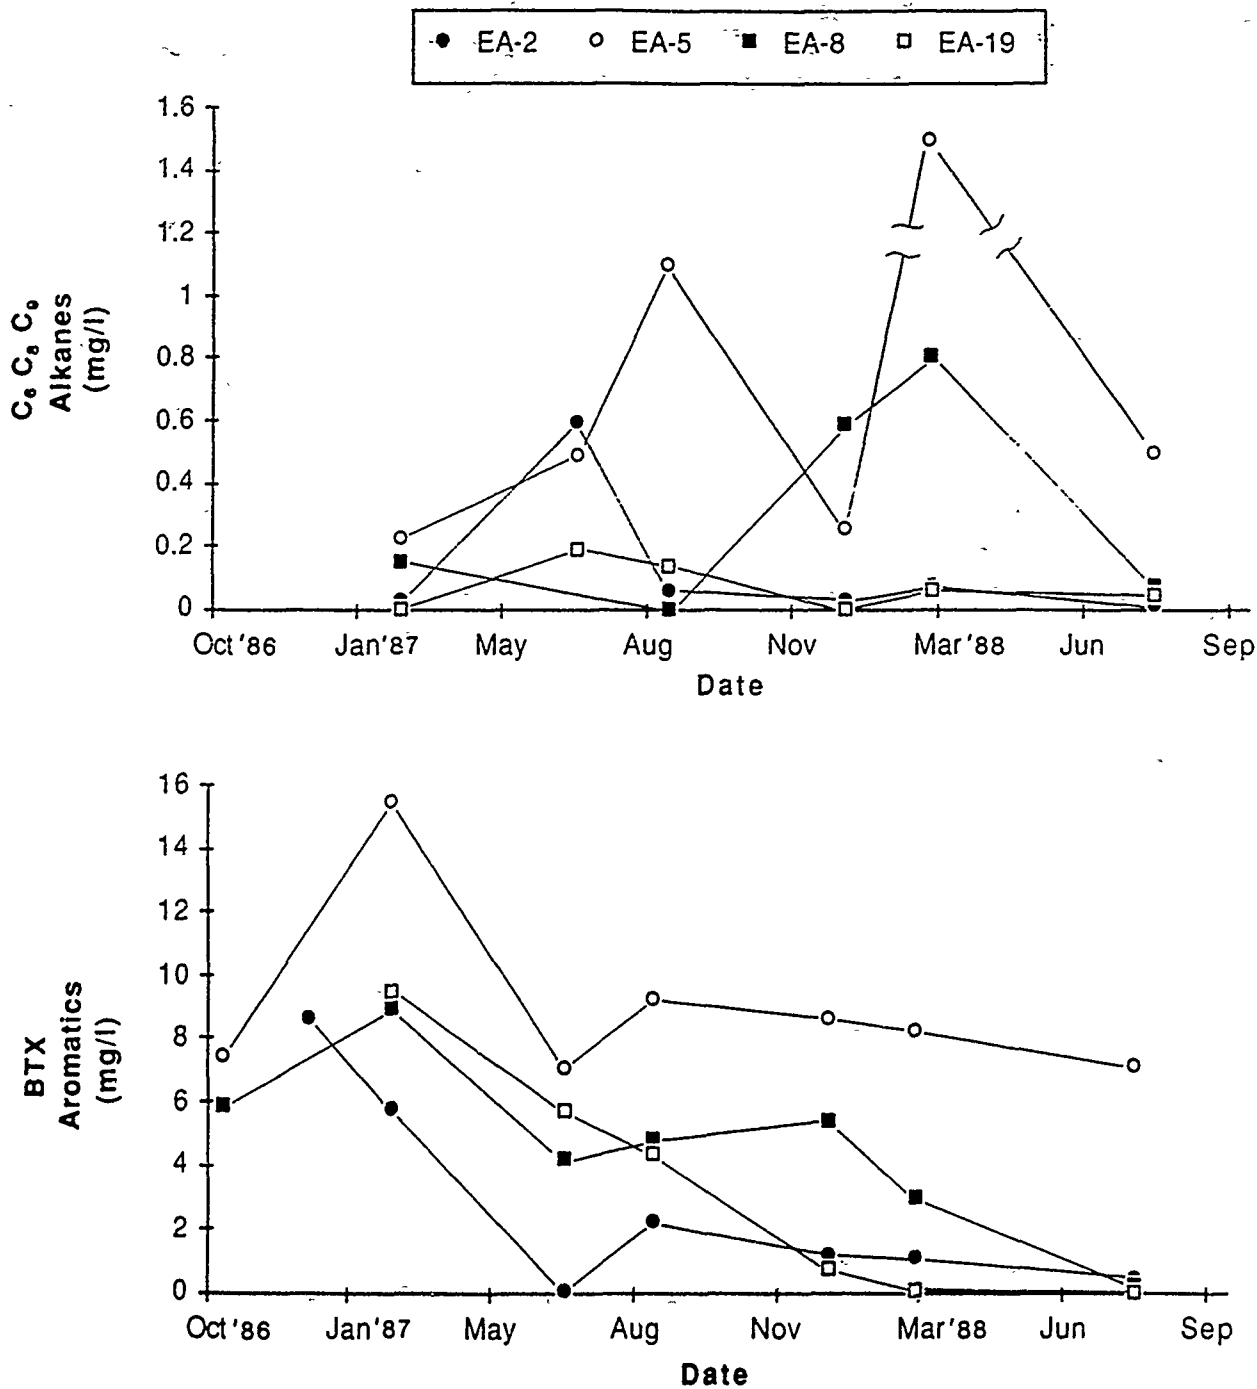 EA-2 EA-5 EA-8 EA-19
1.6
1.4
1.2
1
0.8
0.6
0.4
0.2
0
C₆ C₈ C₉
Alkanes
(mg/l)
Oct'86 Jan'87 May Aug Nov Mar'88 Jun Sep
Date
16
14
12
10
8
6
4
2
0
BTX
Aromatics
(mg/l)
Oct'86 Jan'87 May Aug Nov Mar'88 Jun Sep
Date